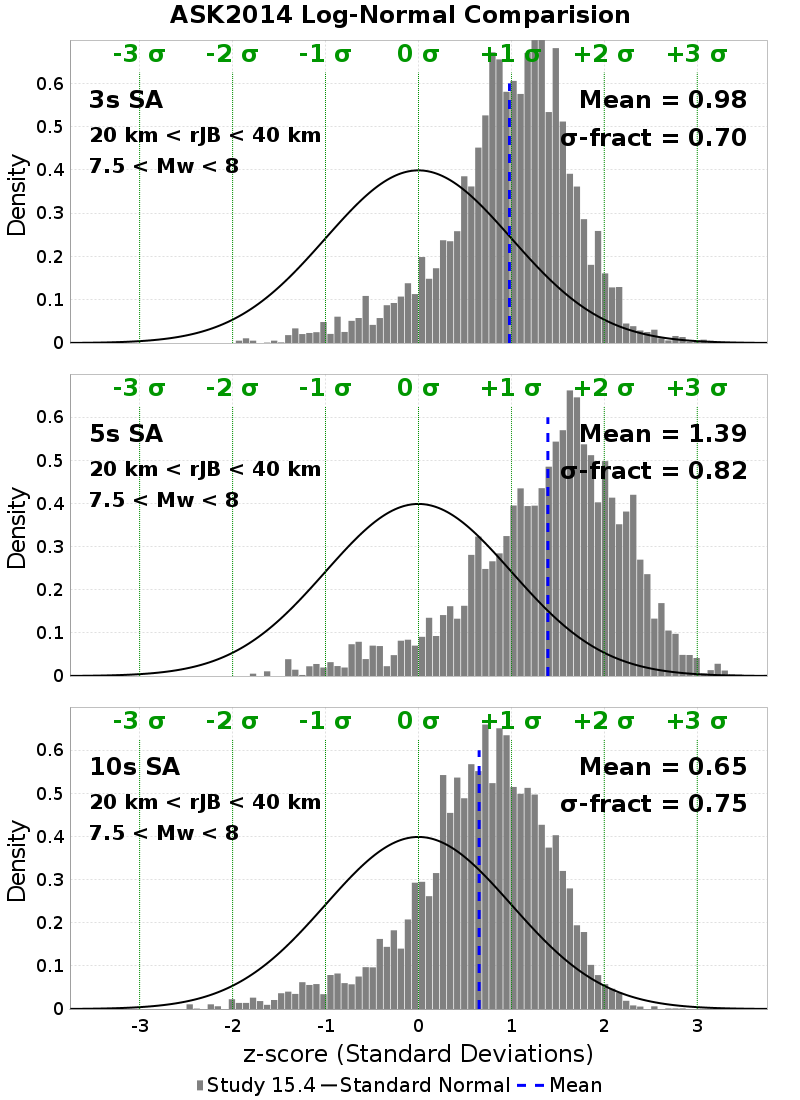 ASK2014 Log-Normal Comparision
-3 σ -2 σ -1 σ 0 σ +1 σ +2 σ +3 σ
3s SA Mean = 0.98
20 km < rJB < 40 km σ-fract = 0.70
7.5 < Mw < 8
Density
0.6
0.5
0.4
0.3
0.2
0.1
0
-3 σ -2 σ -1 σ 0 σ +1 σ +2 σ +3 σ
5s SA Mean = 1.39
20 km < rJB < 40 km σ-fract = 0.82
7.5 < Mw < 8
Density
0.6
0.5
0.4
0.3
0.2
0.1
0
-3 σ -2 σ -1 σ 0 σ +1 σ +2 σ +3 σ
10s SA Mean = 0.65
20 km < rJB < 40 km σ-fract = 0.75
7.5 < Mw < 8
Density
0.6
0.5
0.4
0.3
0.2
0.1
0
-3 -2 -1 0 1 2 3
z-score (Standard Deviations)
Study 15.4 Standard Normal Mean